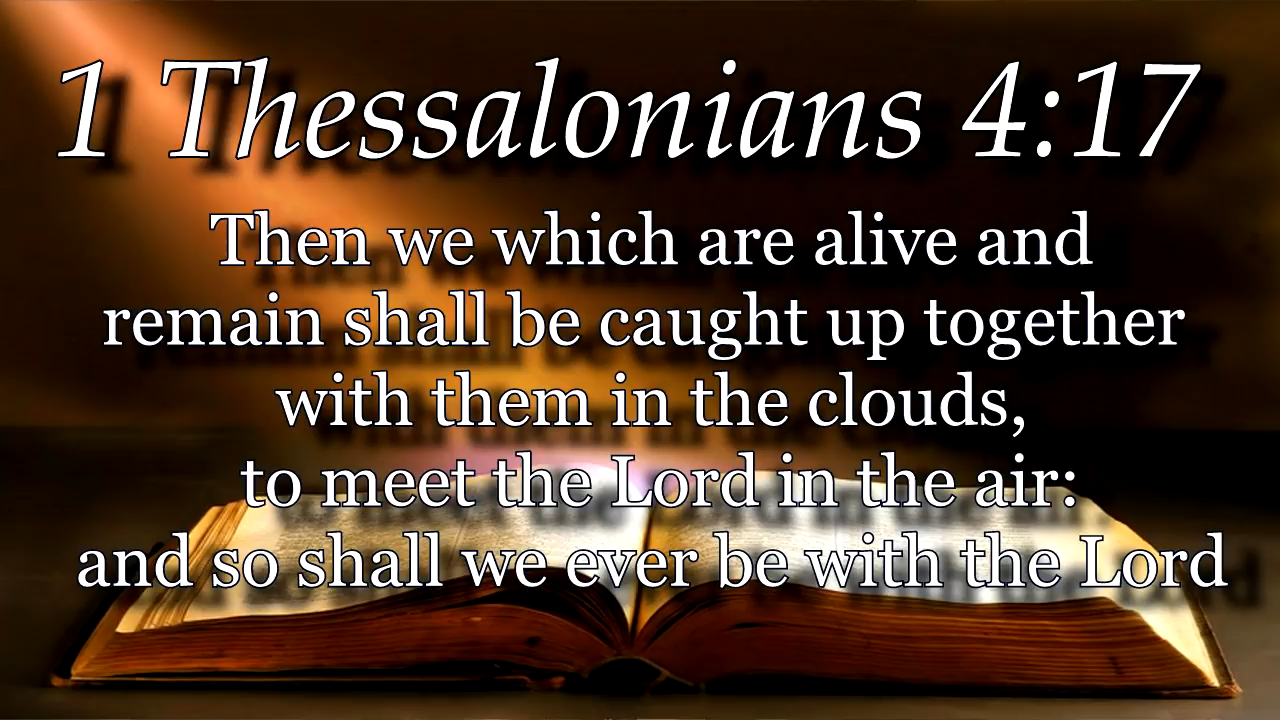 1 Thessalonians 4:17
Then we which are alive and
remain shall be caught up together
with them in the clouds,
to meet the Lord in the air:
and so shall we ever be with the Lord